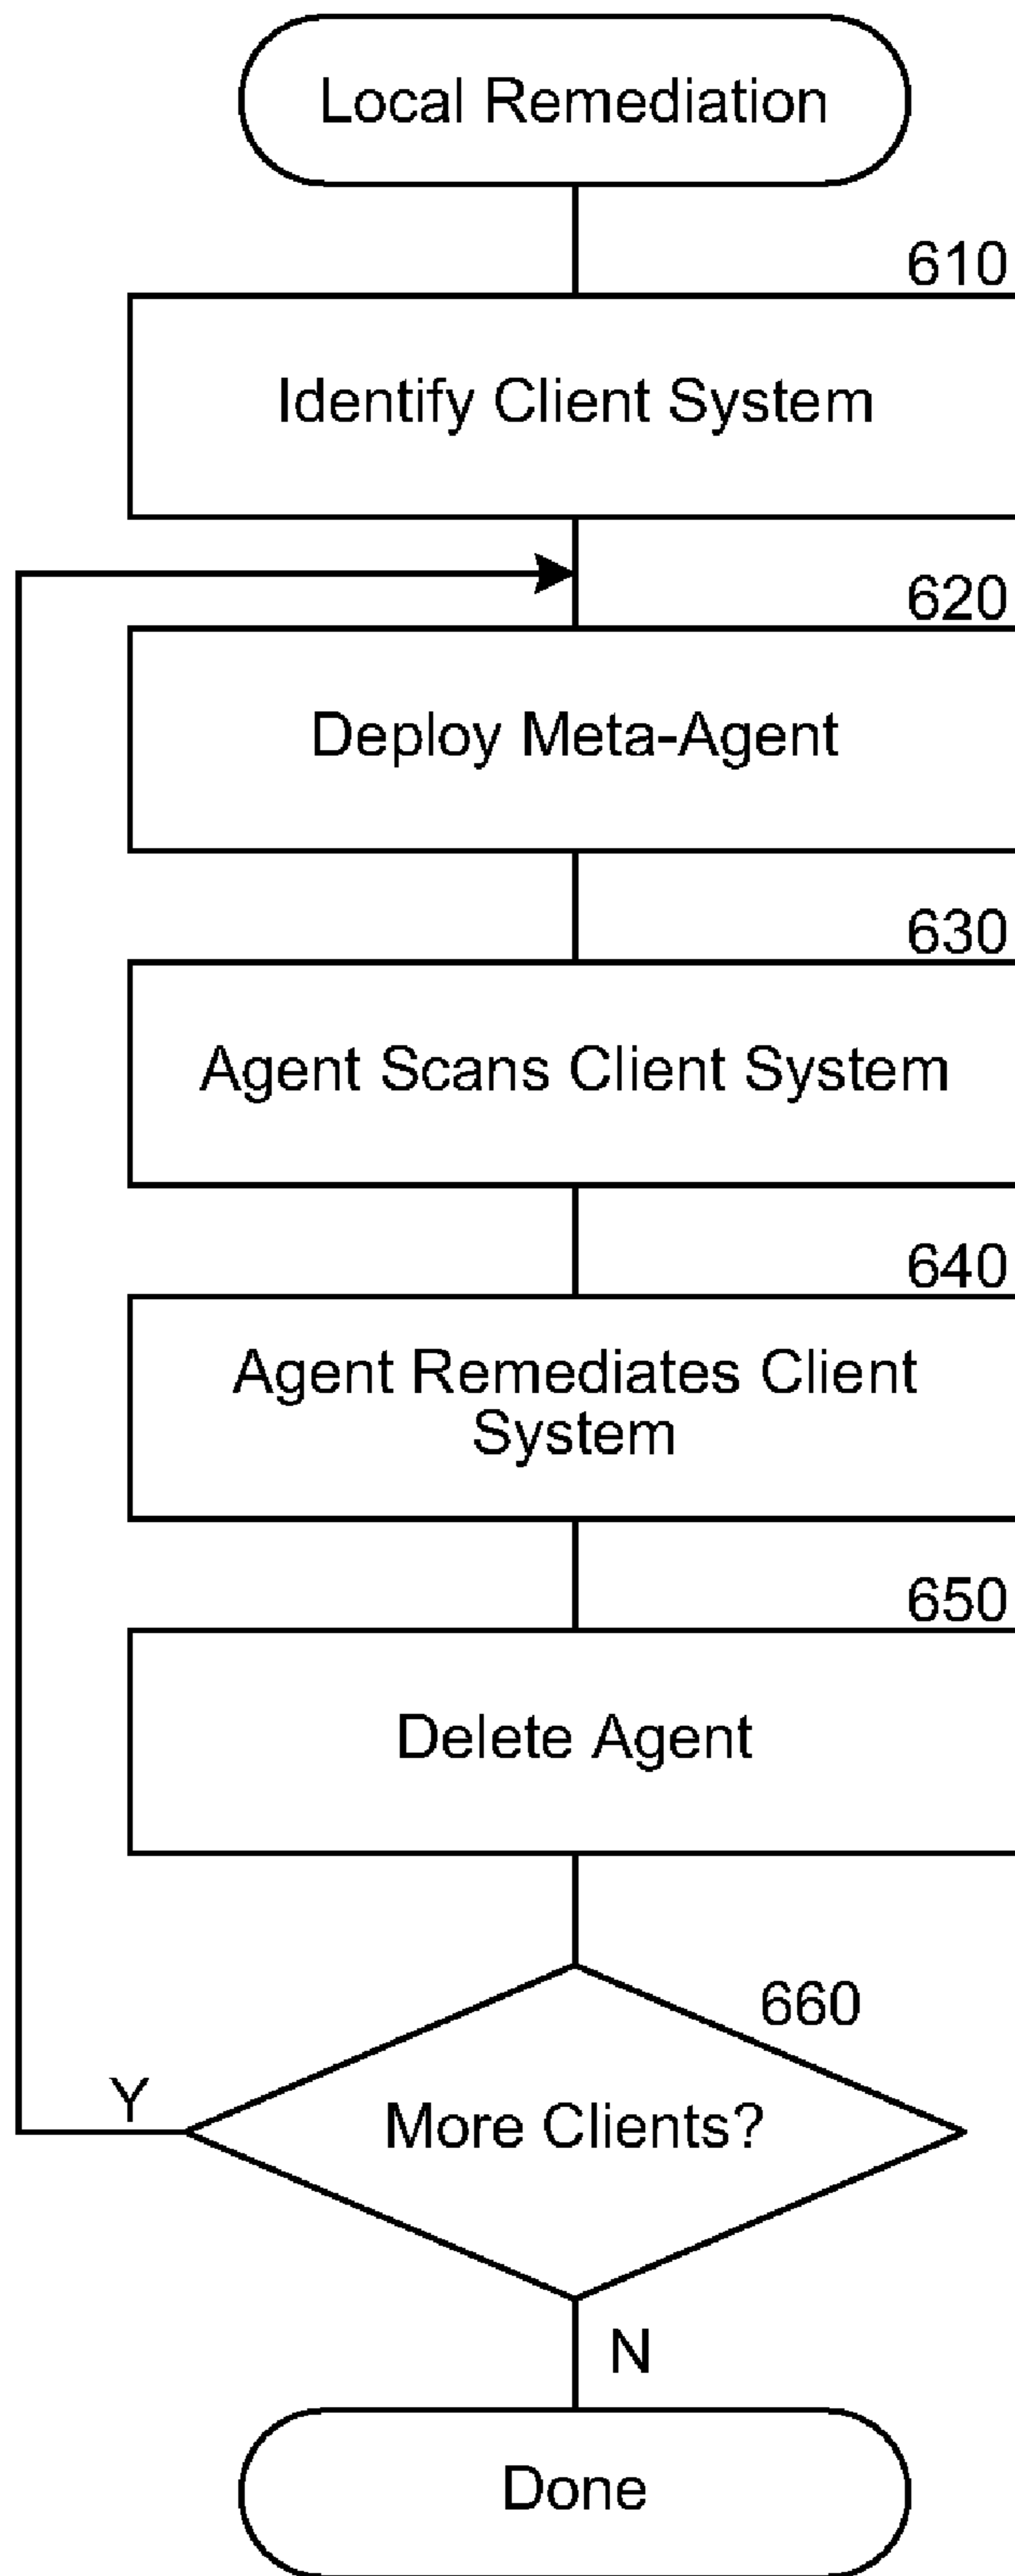 Local Remediation
610
Identify Client System
620
Deploy Meta-Agent
630
Agent Scans Client System
640
Agent Remediates Client
System
650
Delete Agent
660
More Clients?
Y
N
Done